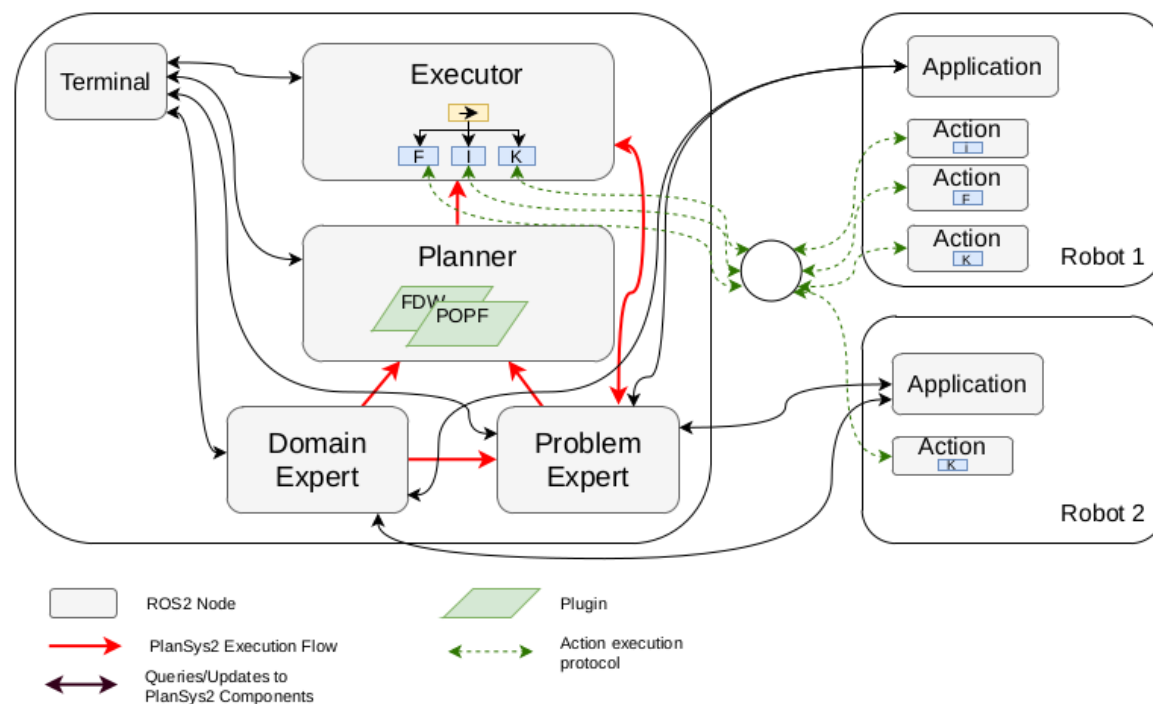 Terminal
Executor
F
I
K
Planner
FDW
POPF
Domain
Expert
Problem
Expert
Application
Action
I
Action
F
Action
K
Robot 1
Application
Action
K
Robot 2
ROS2 Node
Plugin
PlanSys2 Execution Flow
Action execution
protocol
Queries/Updates to
PlanSys2 Components